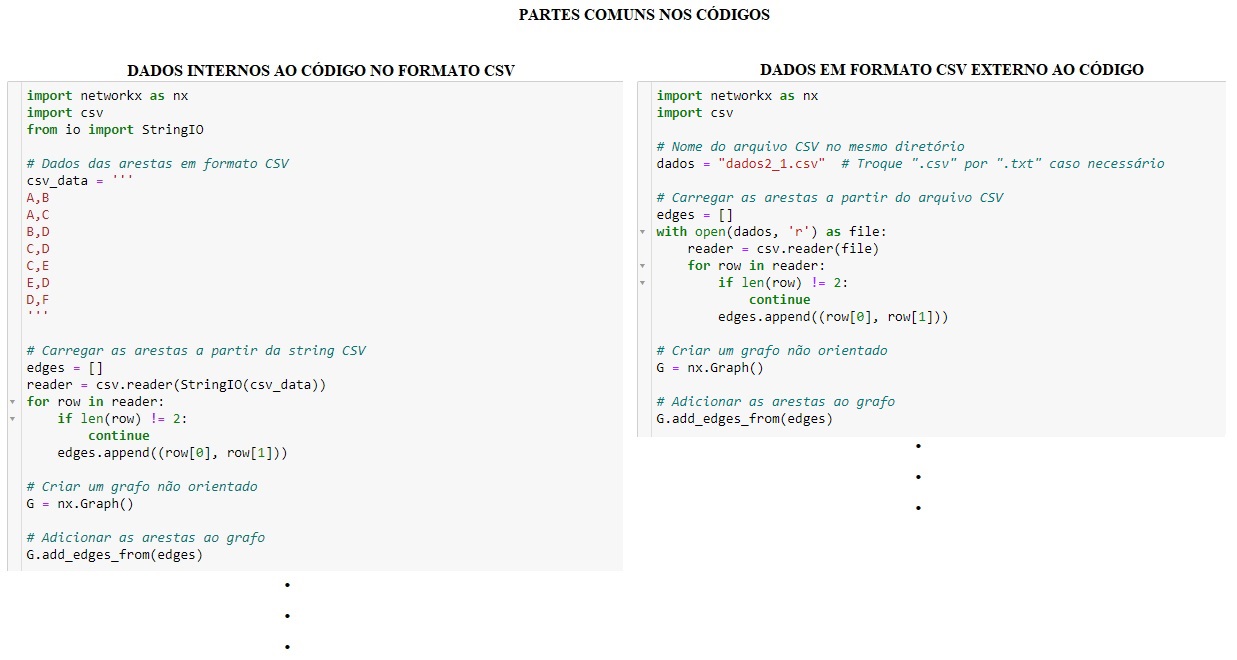 PARTES COMUNS NOS CÓDIGOS
DADOS INTERNOS AO CÓDIGO NO FORMATO CSV
import networkx as nx
import csv
from io import StringIO
# Dados das arestas em formato CSV
csv_data = '''
A,B
A,C
B,D
C,D
C,E
E,D
D,F
'''
# Carregar as arestas a partir da string CSV
edges = []
reader = csv.reader(StringIO(csv_data))
for row in reader:
    if len(row) != 2:
        continue
    edges.append((row[0], row[1]))
# Criar um grafo não orientado
G = nx.Graph()
# Adicionar as arestas ao grafo
G.add_edges_from(edges)
DADOS EM FORMATO CSV EXTERNO AO CÓDIGO
import networkx as nx
import csv
# Nome do arquivo CSV no mesmo diretório
dados = "dados2_1.csv"  # Troque ".csv" por ".txt" caso necessário
# Carregar as arestas a partir do arquivo CSV
edges = []
with open(dados, 'r') as file:
    reader = csv.reader(file)
    for row in reader:
        if len(row) != 2:
            continue
        edges.append((row[0], row[1]))
# Criar um grafo não orientado
G = nx.Graph()
# Adicionar as arestas ao grafo
G.add_edges_from(edges)